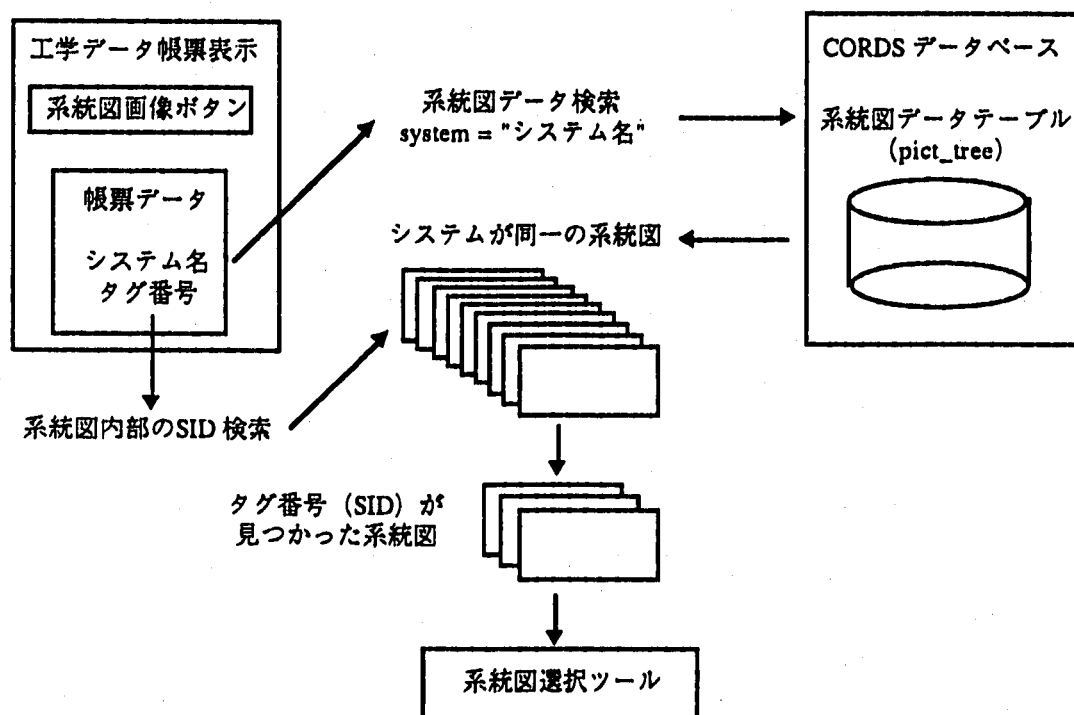 工学データ帳票表示
系統図画像ボタン
帳票データ
システム名
タグ番号
系統図データ検索
system = "システム名"
CORDS データベース
系統図データテーブル
(pict_tree)
システムが同一の系統図
系統図内部のSID 検索
タグ番号（SID）が
見つかった系統図
系統図選択ツール